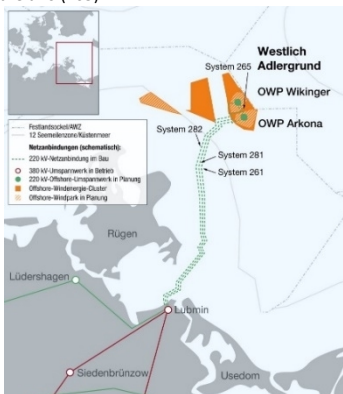 Westlich
Adlergrund
System 265
OWP Wikinger
OWP Arkona
System 282
System 281
System 261
Festlandsockel/AWZ
12 Seemeilenzone/Küstenmeer
Netzanbindungen (schematisch):
220 kV-Netzanbindung im Bau
380 kV-Umspannwerk in Betrieb
220 kV-Offshore-Umspannwerk in Planung
Offshore-Windenergie-Cluster
Offshore-Windpark in Planung
Rügen
Lüdershagen
Lubmin
Siedenbrünzow
Usedom